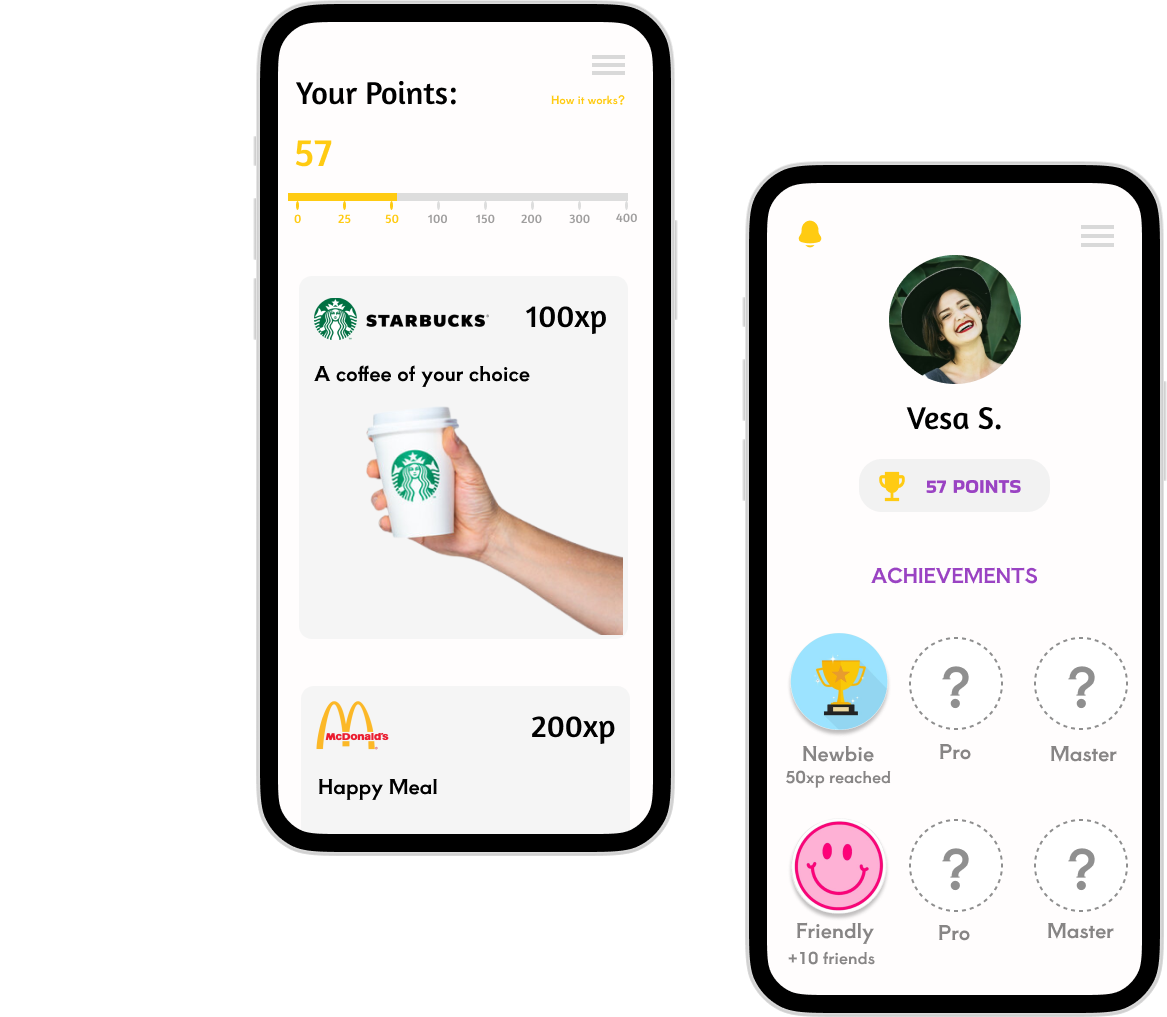 Your Points:
How it works?
57
0 25 50 100 150 200 300 400
STARBUCKS
100xp
A coffee of your choice
McDonald's
200xp
Happy Meal
Vesa S.
57 POINTS
ACHIEVEMENTS
? ? ?
Newbie Pro Master
50xp reached
? ?
Friendly Pro Master
+10 friends